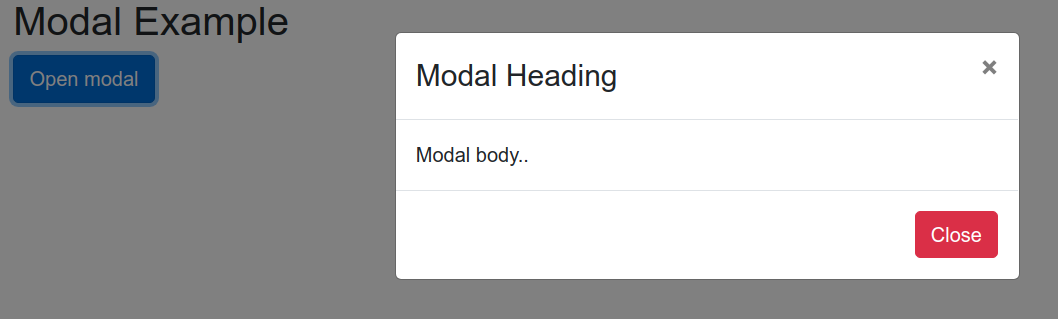 Modal Example
Open modal
Modal Heading ×
Modal body..
Close